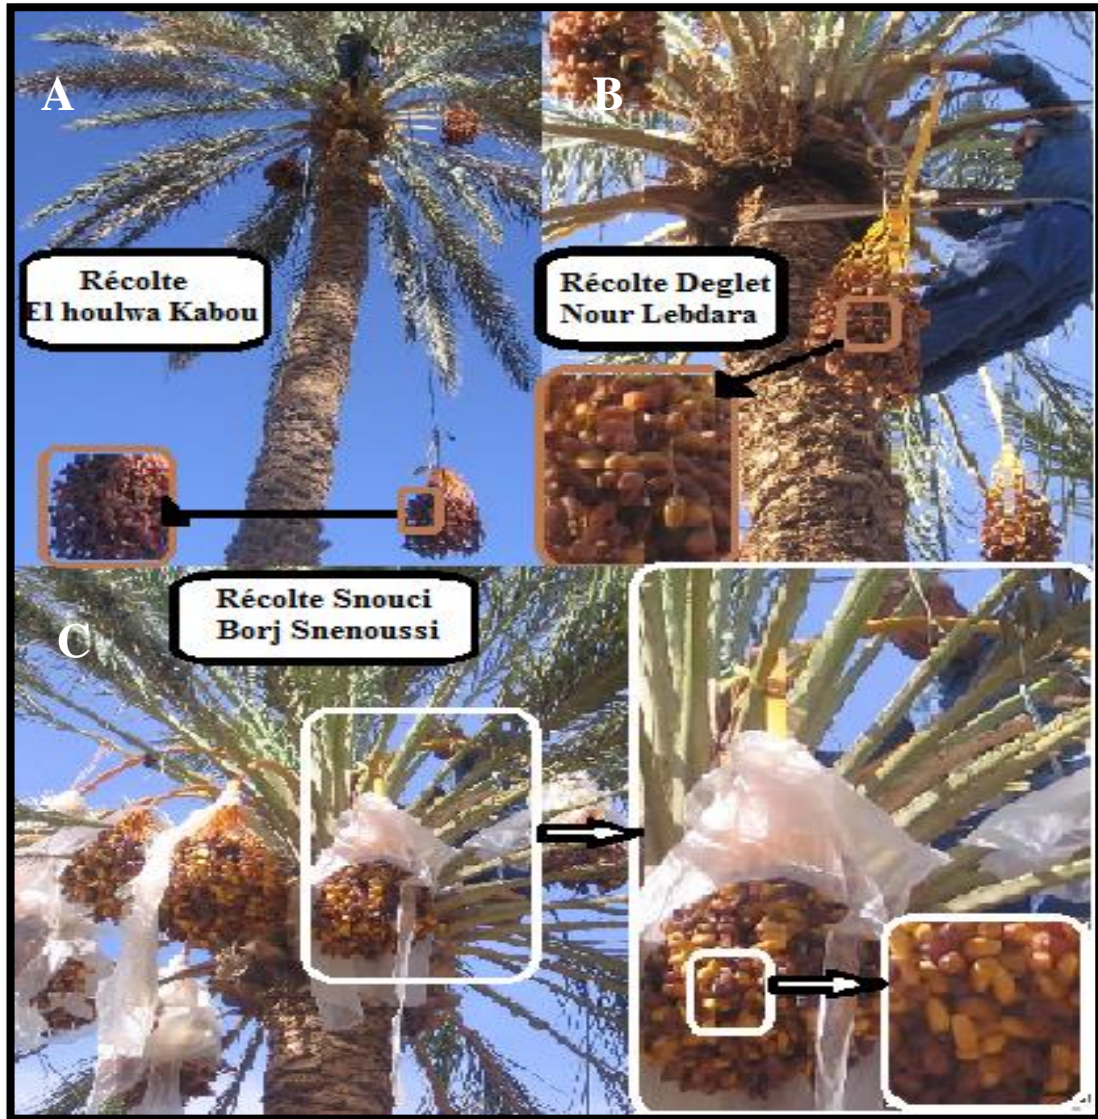 A
Récolte
El houlwa Kabou
B
Récolte Deglet
Nour Lebdara
C
Récolte Snouci
Borj Snenoussi